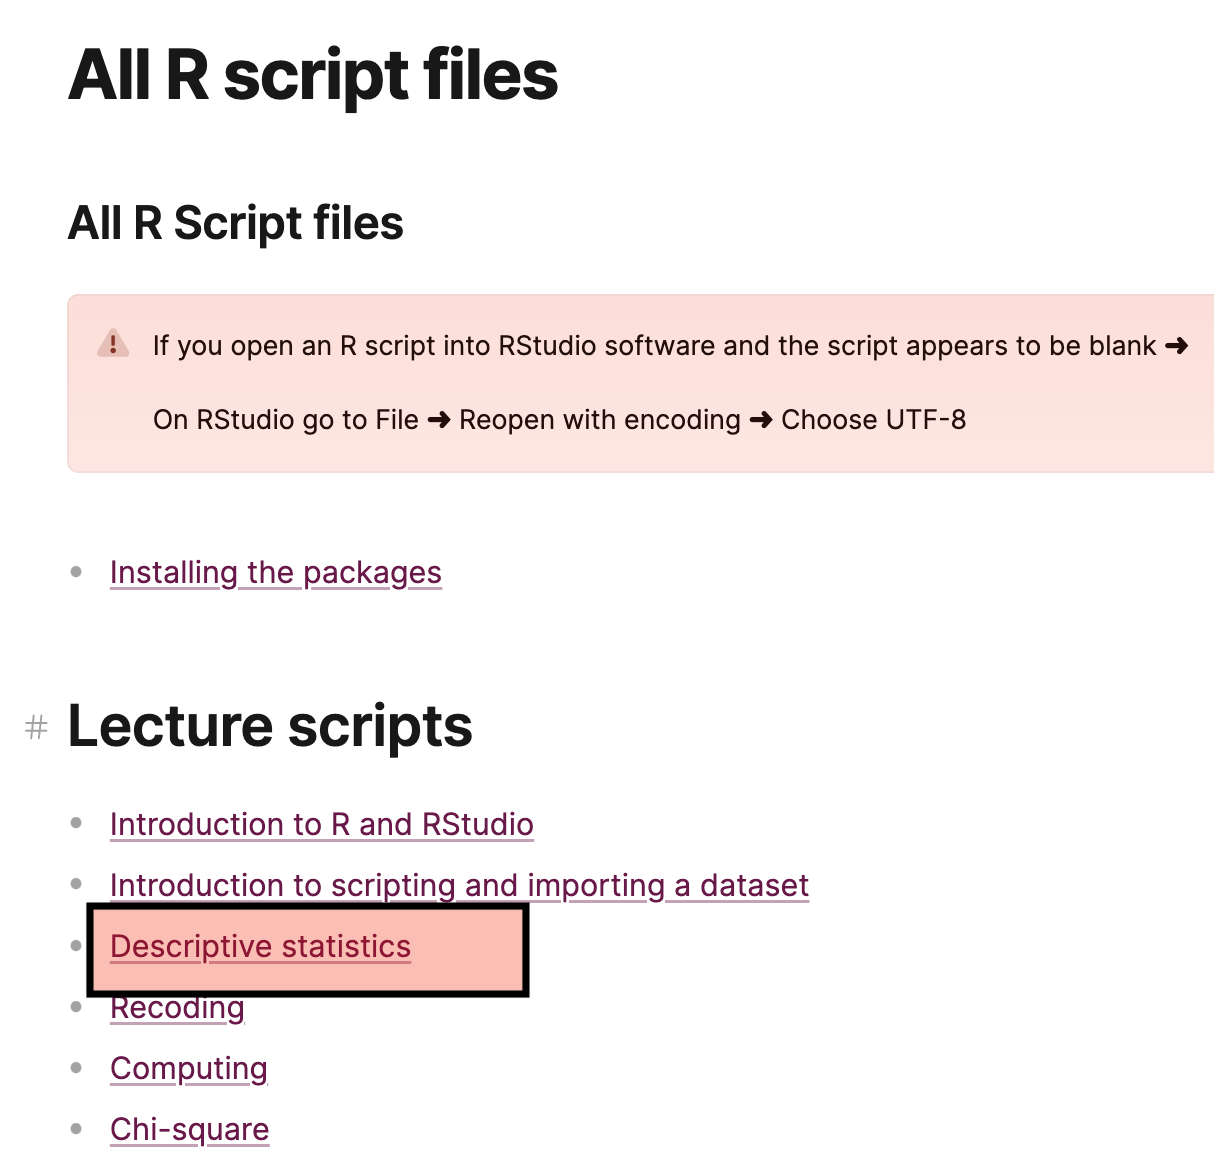 All R script files
All R Script files
If you open an R script into RStudio software and the script appears to be blank ➜
On RStudio go to File ➜ Reopen with encoding ➜ Choose UTF-8
• Installing the packages
# Lecture scripts
• Introduction to R and RStudio
• Introduction to scripting and importing a dataset
• Descriptive statistics
• Recoding
• Computing
• Chi-square